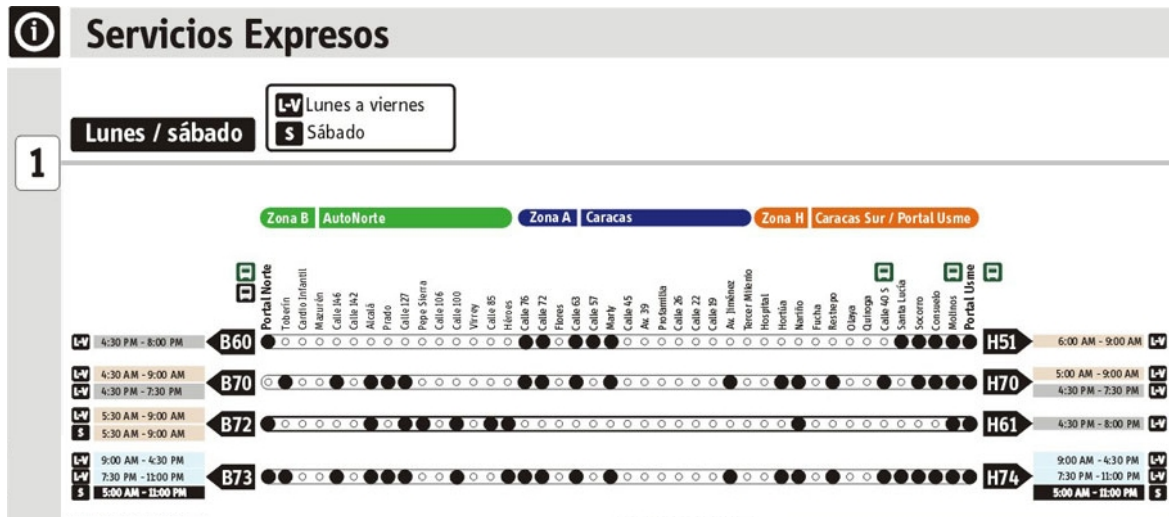 i Servicios Expresos
L-V Lunes a viernes
Lunes / sábado
S Sábado
1
Zona B AutoNorte Zona A Caracas Zona H Caracas Sur / Portal Usme
Portal Norte
Toberín
Cardio Infantil
Mazurén
Calle 146
Calle 142
Alcalá
Prado
Calle 127
Pepe Sierra
Calle 106
Calle 100
Virrey
Calle 85
Héroes
Calle 76
Calle 72
Flores
Calle 63
Calle 57
Marly
Calle 45
Av. 39
Profamilia
Calle 26
Calle 22
Calle 19
Av. Jiménez
Tercer Milenio
Hospital
Hortúa
Nariño
Fucha
Restrepo
Olaya
Quiroga
Calle 40 S
Santa Lucía
Socorro
Consuelo
Molinos
Portal Usme
L-V 4:30 PM - 8:00 PM B60 H51 6:00 AM - 9:00 AM L-V
L-V 4:30 AM - 9:00 AM 5:00 AM - 9:00 AM L-V
B70 H70
L-V 4:30 PM - 7:30 PM 4:30 PM - 7:30 PM L-V
L-V 5:30 AM - 9:00 AM
B72 H61 4:30 PM - 8:00 PM L-V
S 5:30 AM - 9:00 AM
L-V 9:00 AM - 4:30 PM 9:00 AM - 4:30 PM L-V
L-V 7:30 PM - 11:00 PM B73 H74 7:30 PM - 11:00 PM L-V
S 5:00 AM - 11:00 PM 5:00 AM - 11:00 PM S